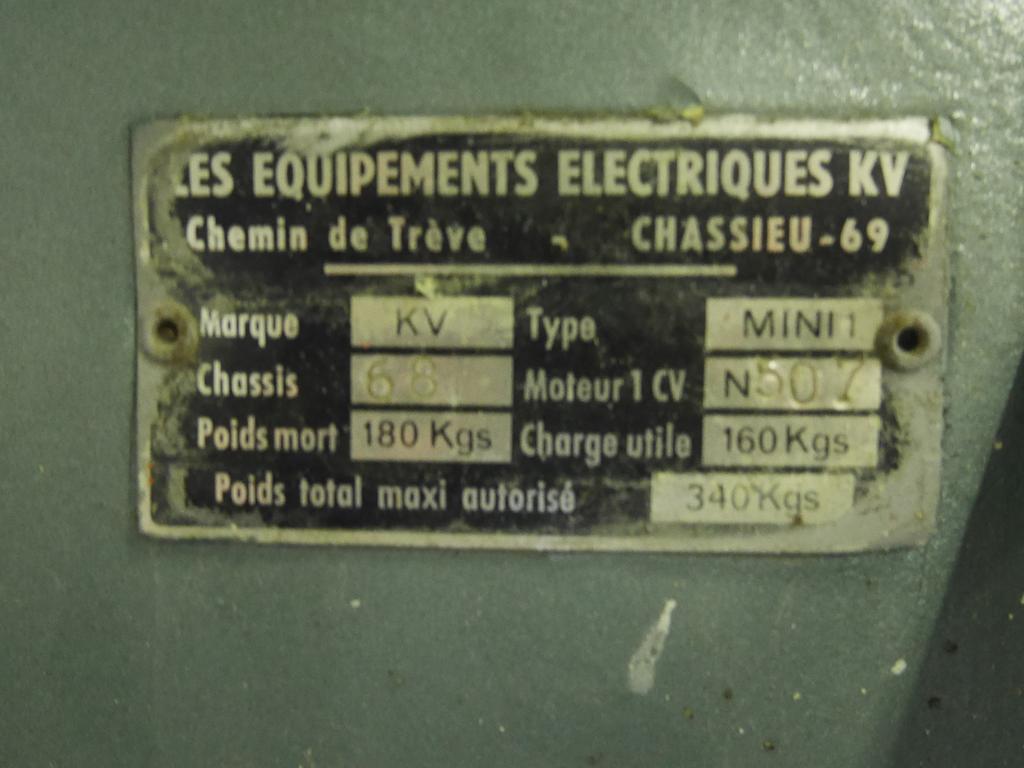 LES EQUIPEMENTS ELECTRIQUES KV
Chemin de Trève - CHASSIEU-69
Marque KV Type MINI 1
Chassis 68 Moteur 1 CV N507
Poids mort 180 Kgs Charge utile 160 Kgs
Poids total maxi autorisé 340 Kgs